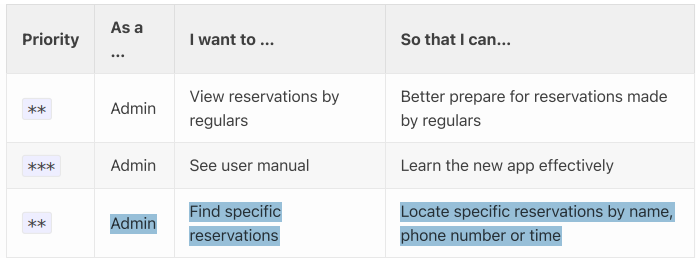 Priority As a ... I want to ... So that I can...
** Admin View reservations by regulars Better prepare for reservations made by regulars
*** Admin See user manual Learn the new app effectively
** Admin Find specific reservations Locate specific reservations by name, phone number or time